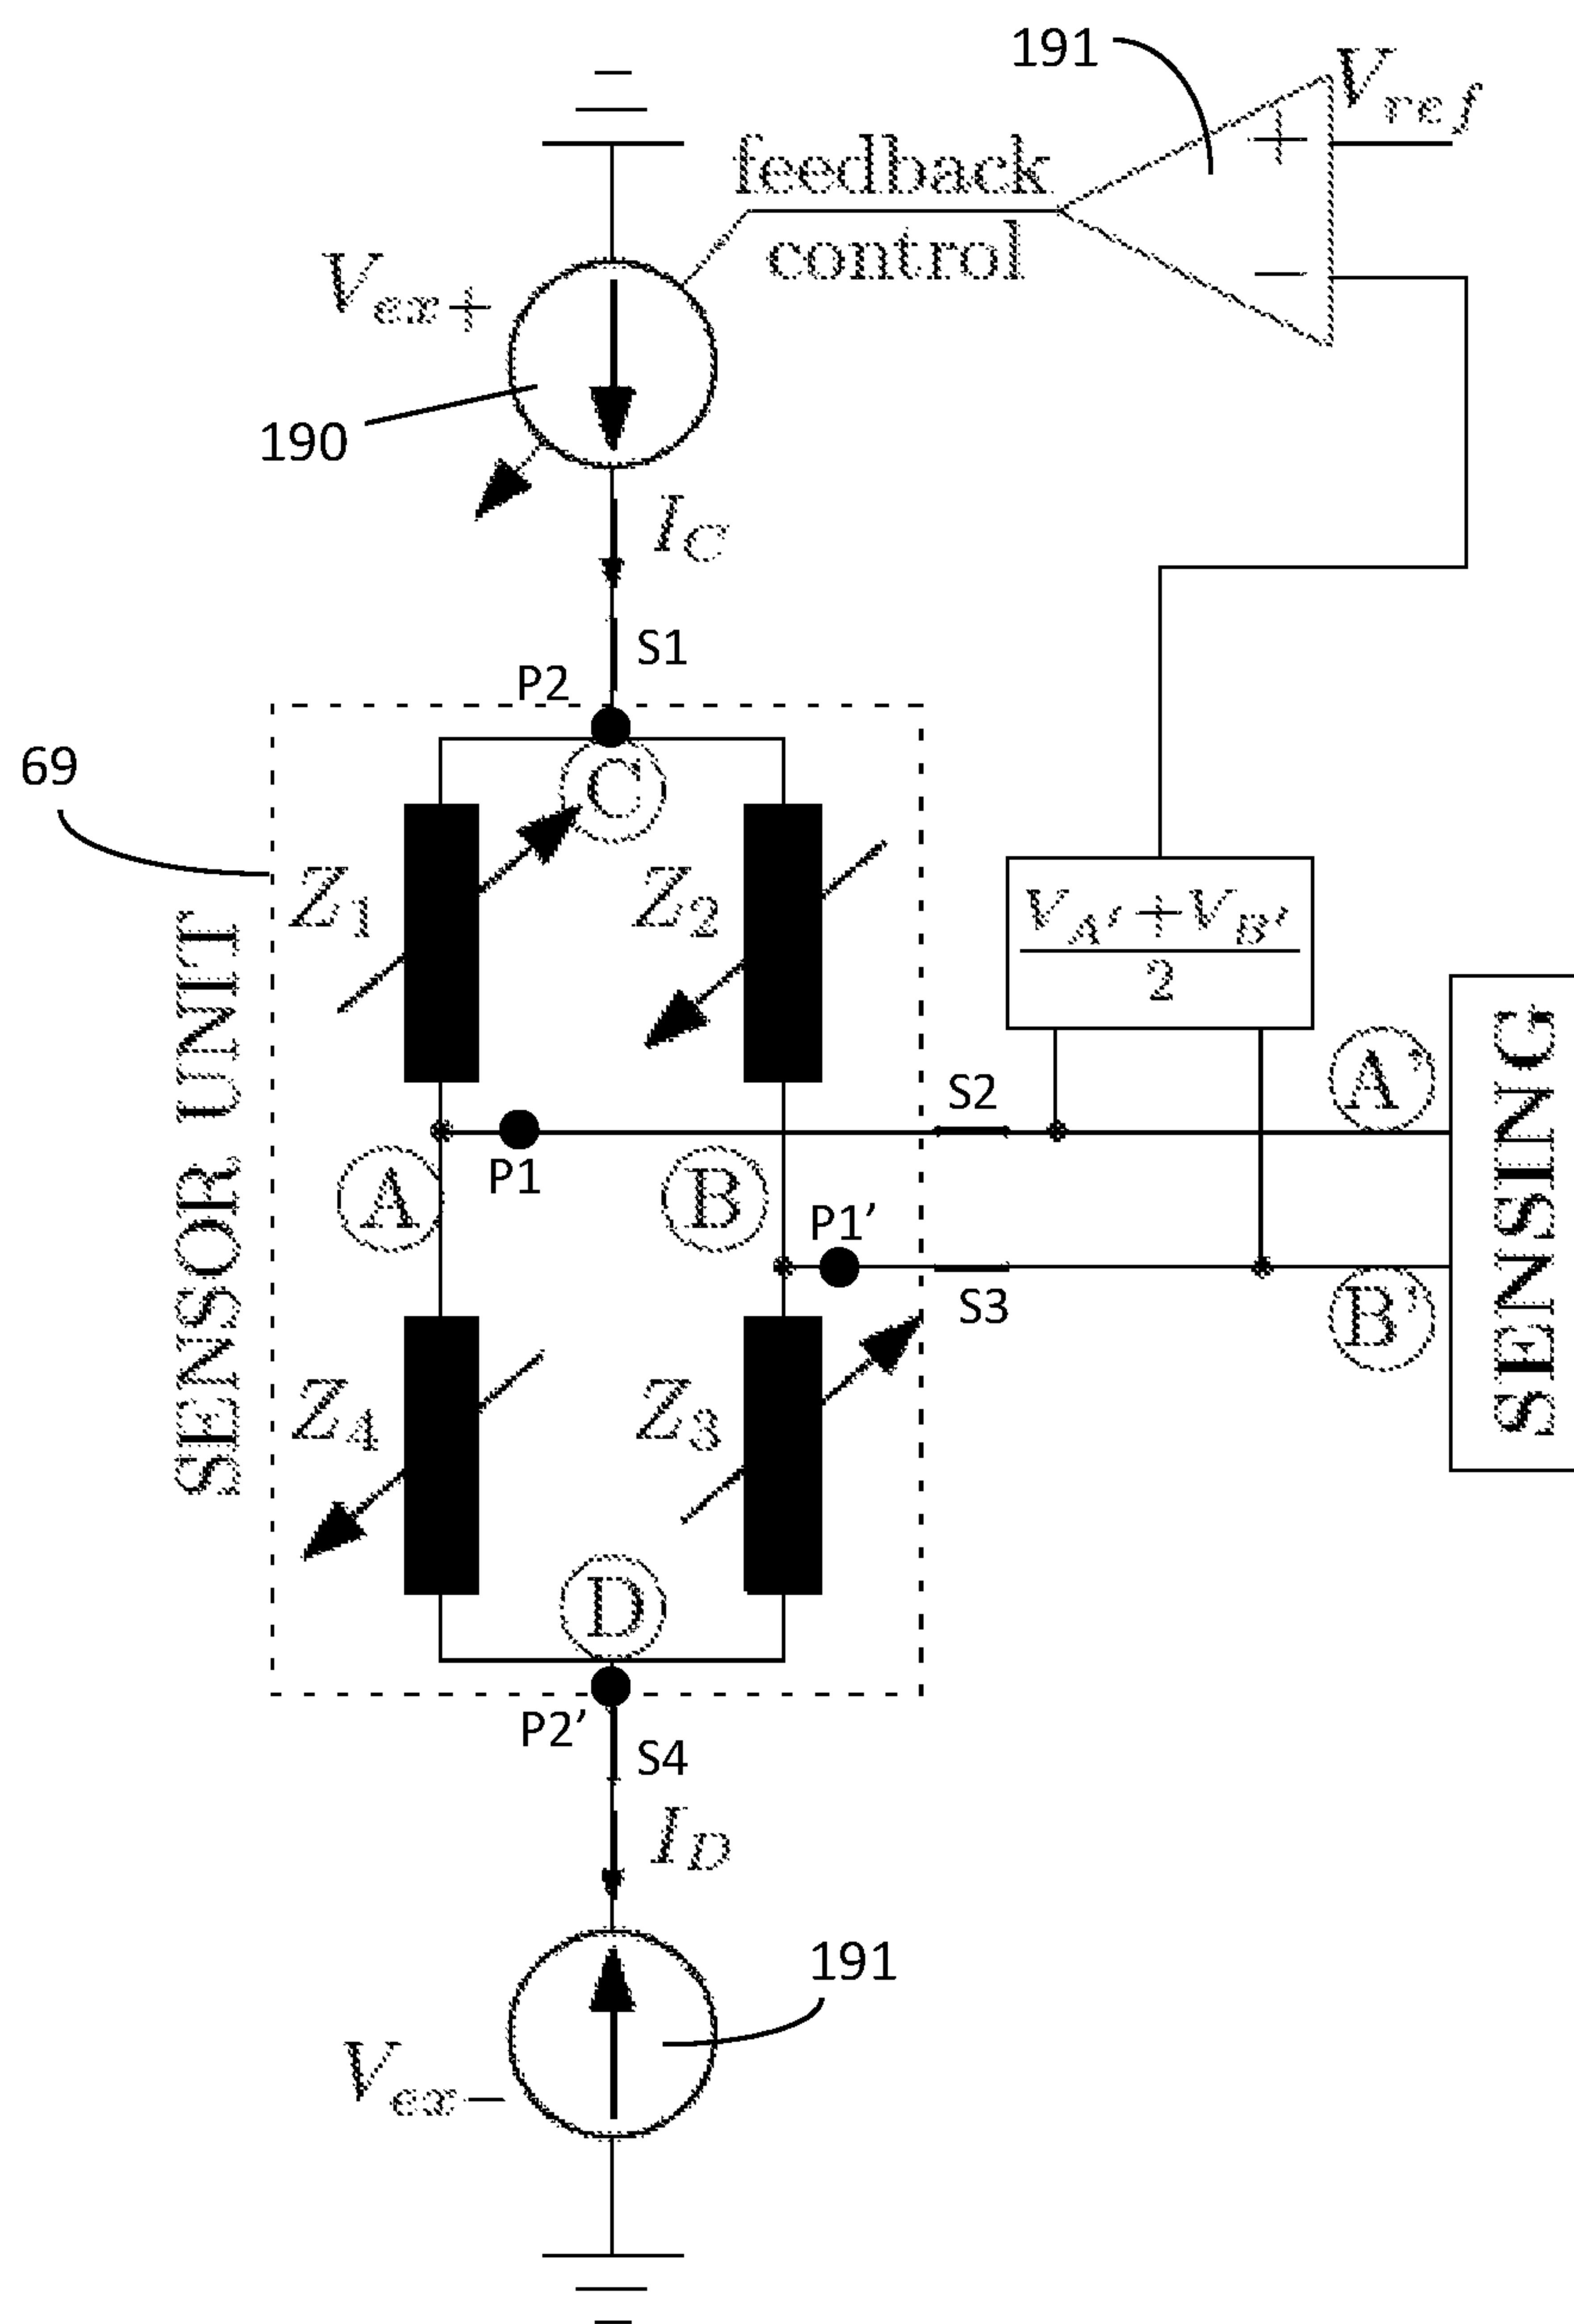 191
V_ref
+
feedback
control
−
V_ex+
190
I_C
S1
P2
69
C
Z_1
Z_2
V_A'+V_B'
2
SENSOR UNIT
SENSING
A'
S2
P1
A
B
P1'
S3
B'
Z_4
Z_3
D
P2'
S4
I_D
191
V_ex−